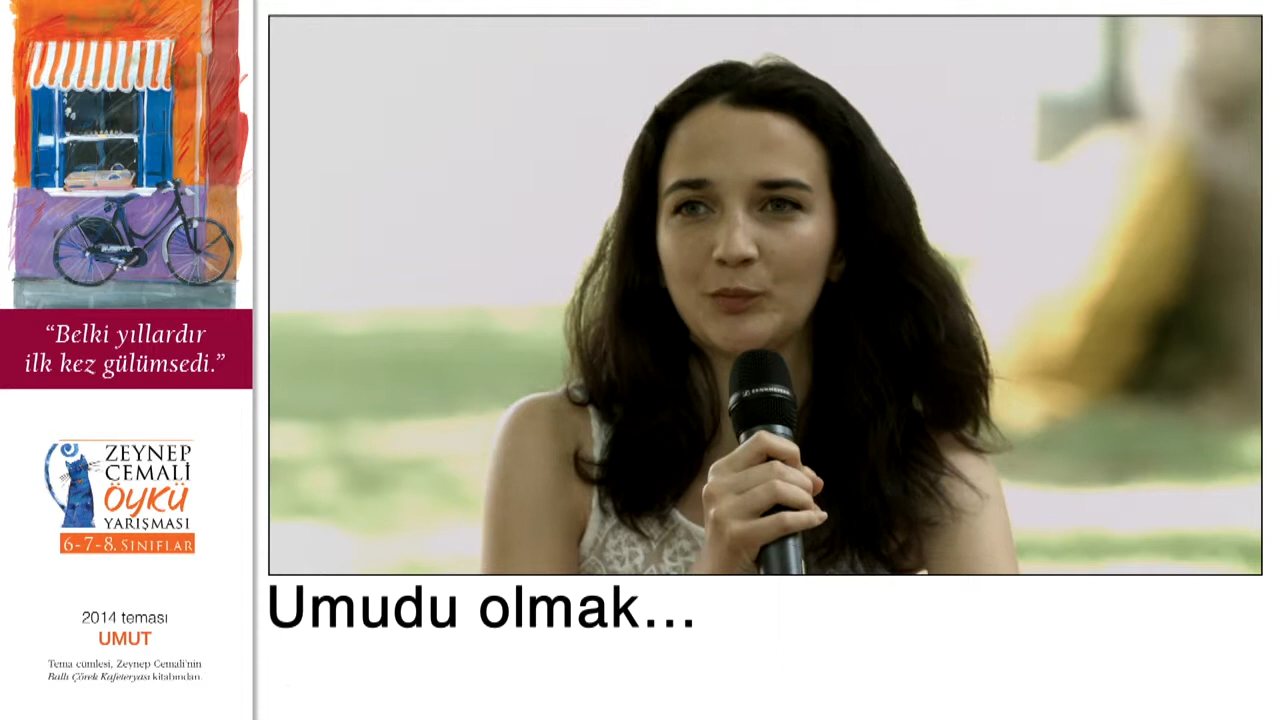 “Belki yıllardır
ilk kez gülümsedi.”
ZEYNEP
CEMALİ
ÖYKÜ
YARIŞMASI
6-7-8. SINIFLAR
2014 teması
UMUT
Tema cümlesi, Zeynep Cemali'nin
Ballı Çörek Kafeteryası kitabından.
SENNHEISER
Umudu olmak...